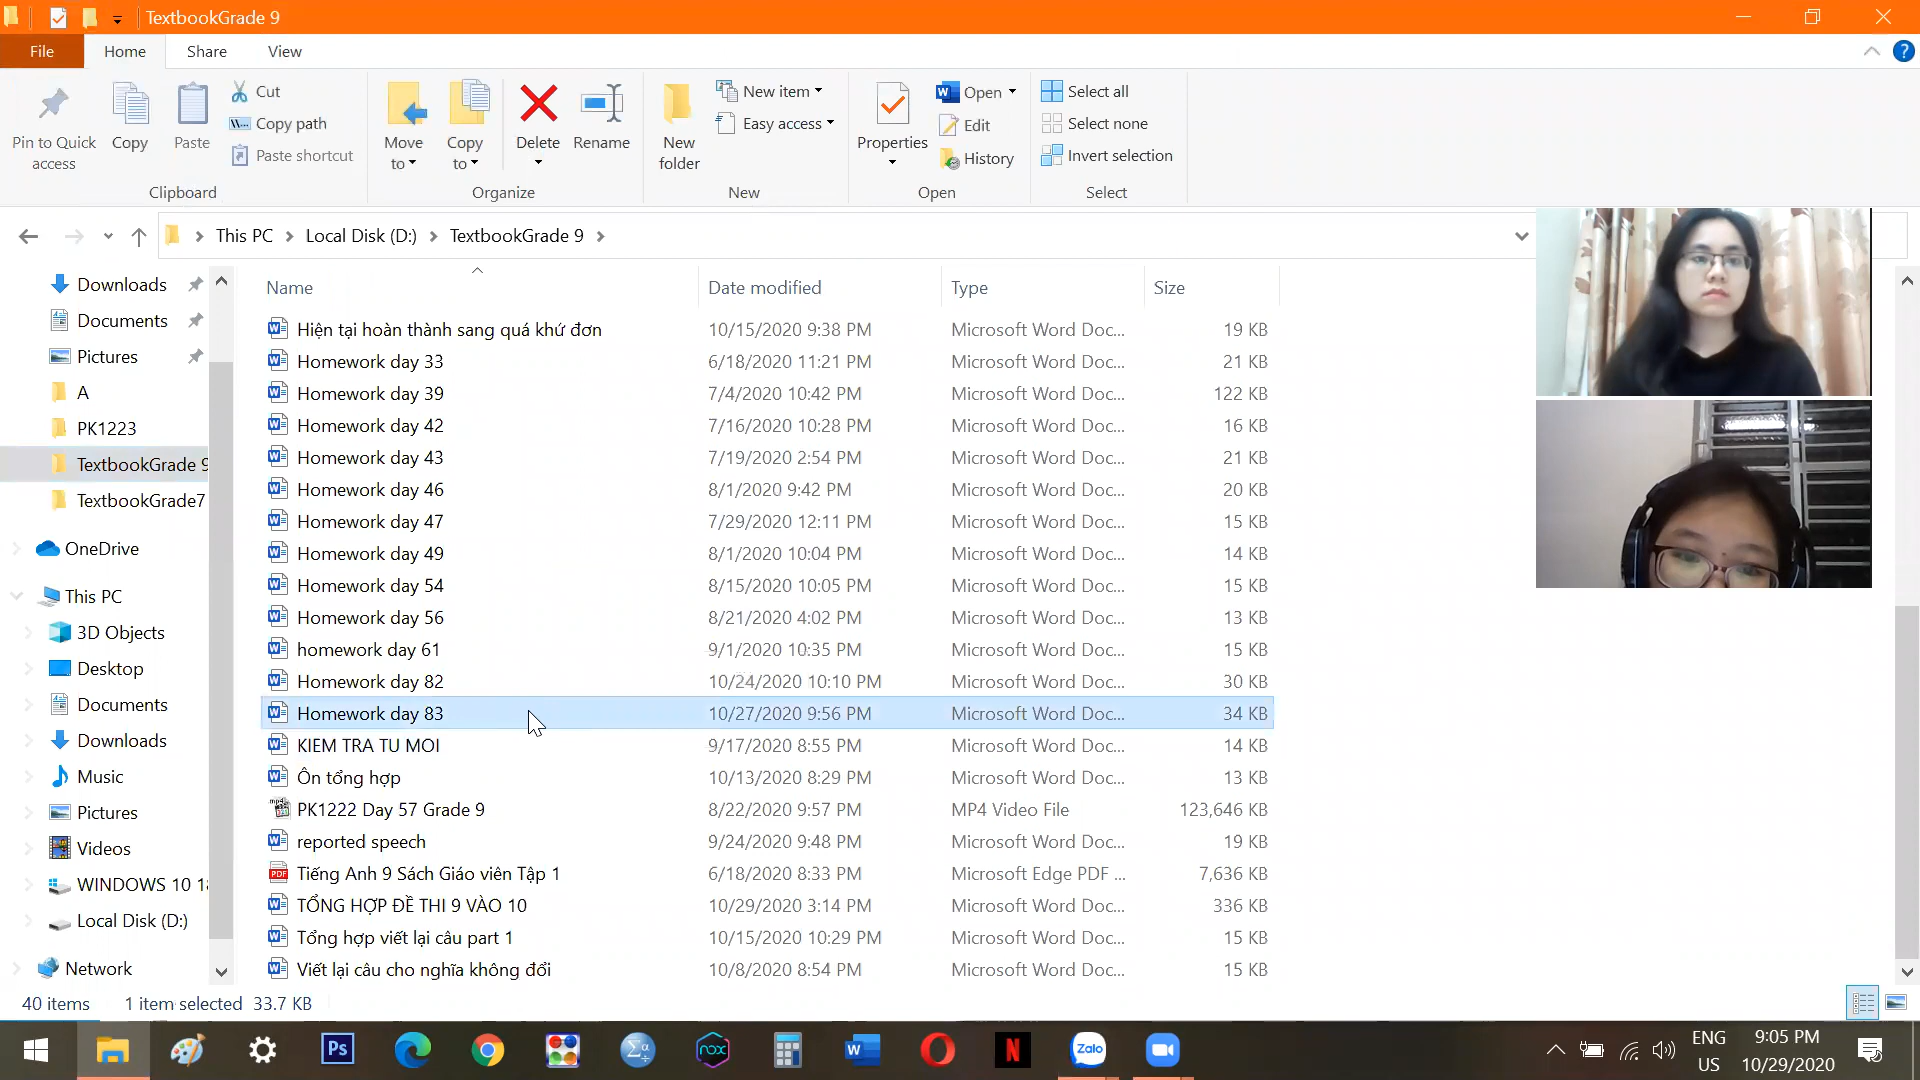 TextbookGrade 9
File Home Share View
Pin to Quick access
Copy
Paste
Cut
Copy path
Paste shortcut
Clipboard
Move to
Copy to
Delete
Rename
Organize
New folder
New item
Easy access
New
Properties
Open
Edit
History
Open
Select all
Select none
Invert selection
Select
This PC Local Disk (D:) TextbookGrade 9
Downloads
Documents
Pictures
A
PK1223
TextbookGrade 9
TextbookGrade7
OneDrive
This PC
3D Objects
Desktop
Documents
Downloads
Music
Pictures
Videos
WINDOWS 10 18
Local Disk (D:)
Network
Name Date modified Type Size
Hiện tại hoàn thành sang quá khứ đơn 10/15/2020 9:38 PM Microsoft Word Doc... 19 KB
Homework day 33 6/18/2020 11:21 PM Microsoft Word Doc... 21 KB
Homework day 39 7/4/2020 10:42 PM Microsoft Word Doc... 122 KB
Homework day 42 7/16/2020 10:28 PM Microsoft Word Doc... 16 KB
Homework day 43 7/19/2020 2:54 PM Microsoft Word Doc... 21 KB
Homework day 46 8/1/2020 9:42 PM Microsoft Word Doc... 20 KB
Homework day 47 7/29/2020 12:11 PM Microsoft Word Doc... 15 KB
Homework day 49 8/1/2020 10:04 PM Microsoft Word Doc... 14 KB
Homework day 54 8/15/2020 10:05 PM Microsoft Word Doc... 15 KB
Homework day 56 8/21/2020 4:02 PM Microsoft Word Doc... 13 KB
homework day 61 9/1/2020 10:35 PM Microsoft Word Doc... 15 KB
Homework day 82 10/24/2020 10:10 PM Microsoft Word Doc... 30 KB
Homework day 83 10/27/2020 9:56 PM Microsoft Word Doc... 34 KB
KIEM TRA TU MOI 9/17/2020 8:55 PM Microsoft Word Doc... 14 KB
Ôn tổng hợp 10/13/2020 8:29 PM Microsoft Word Doc... 13 KB
PK1222 Day 57 Grade 9 8/22/2020 9:57 PM MP4 Video File 123,646 KB
reported speech 9/24/2020 9:48 PM Microsoft Word Doc... 19 KB
Tiếng Anh 9 Sách Giáo viên Tập 1 6/18/2020 8:33 PM Microsoft Edge PDF ... 7,636 KB
TỔNG HỢP ĐỀ THI 9 VÀO 10 10/29/2020 3:14 PM Microsoft Word Doc... 336 KB
Tổng hợp viết lại câu part 1 10/15/2020 10:29 PM Microsoft Word Doc... 15 KB
Viết lại câu cho nghĩa không đổi 10/8/2020 8:54 PM Microsoft Word Doc... 15 KB
40 items 1 item selected 33.7 KB
Ps
nox
W
N
Zalo
ENG
US
9:05 PM
10/29/2020